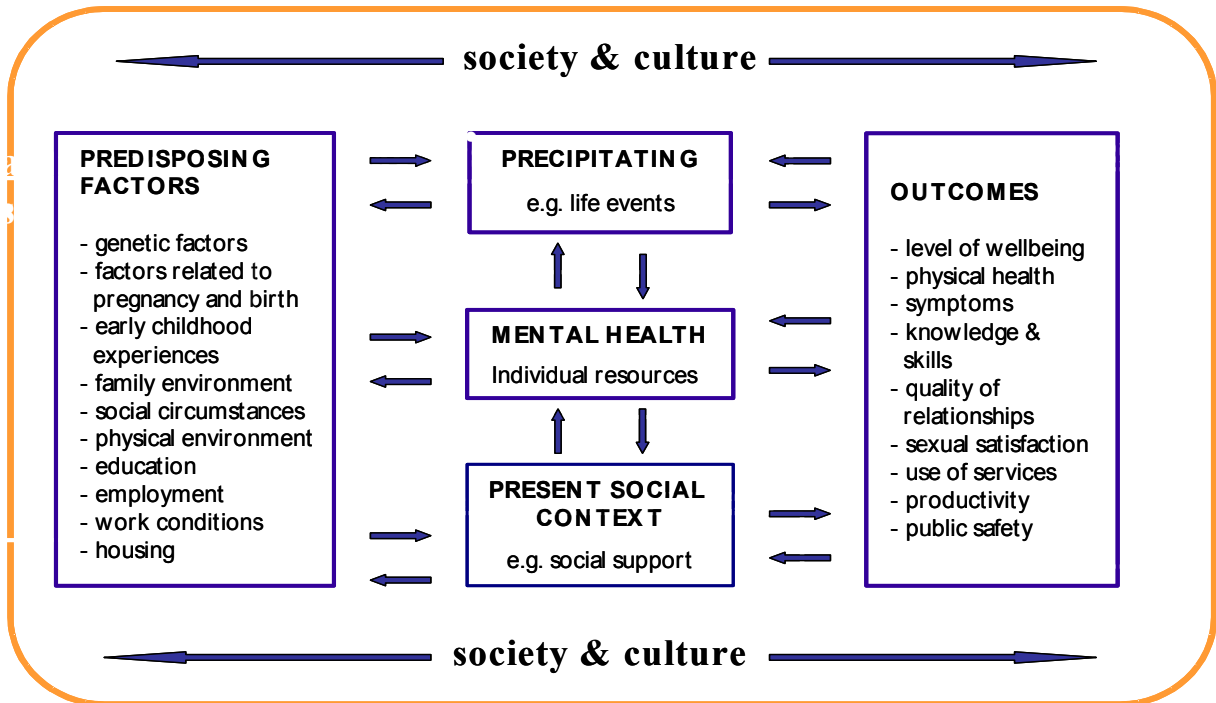 society & culture
PREDISPOSING
FACTORS
- genetic factors
- factors related to
pregnancy and birth
- early childhood
experiences
- family environment
- social circumstances
- physical environment
- education
- employment
- work conditions
- housing
PRECIPITATING
e.g. life events
MENTAL HEALTH
Individual resources
PRESENT SOCIAL
CONTEXT
e.g. social support
OUTCOMES
- level of wellbeing
- physical health
- symptoms
- knowledge &
skills
- quality of
relationships
- sexual satisfaction
- use of services
- productivity
- public safety
society & culture